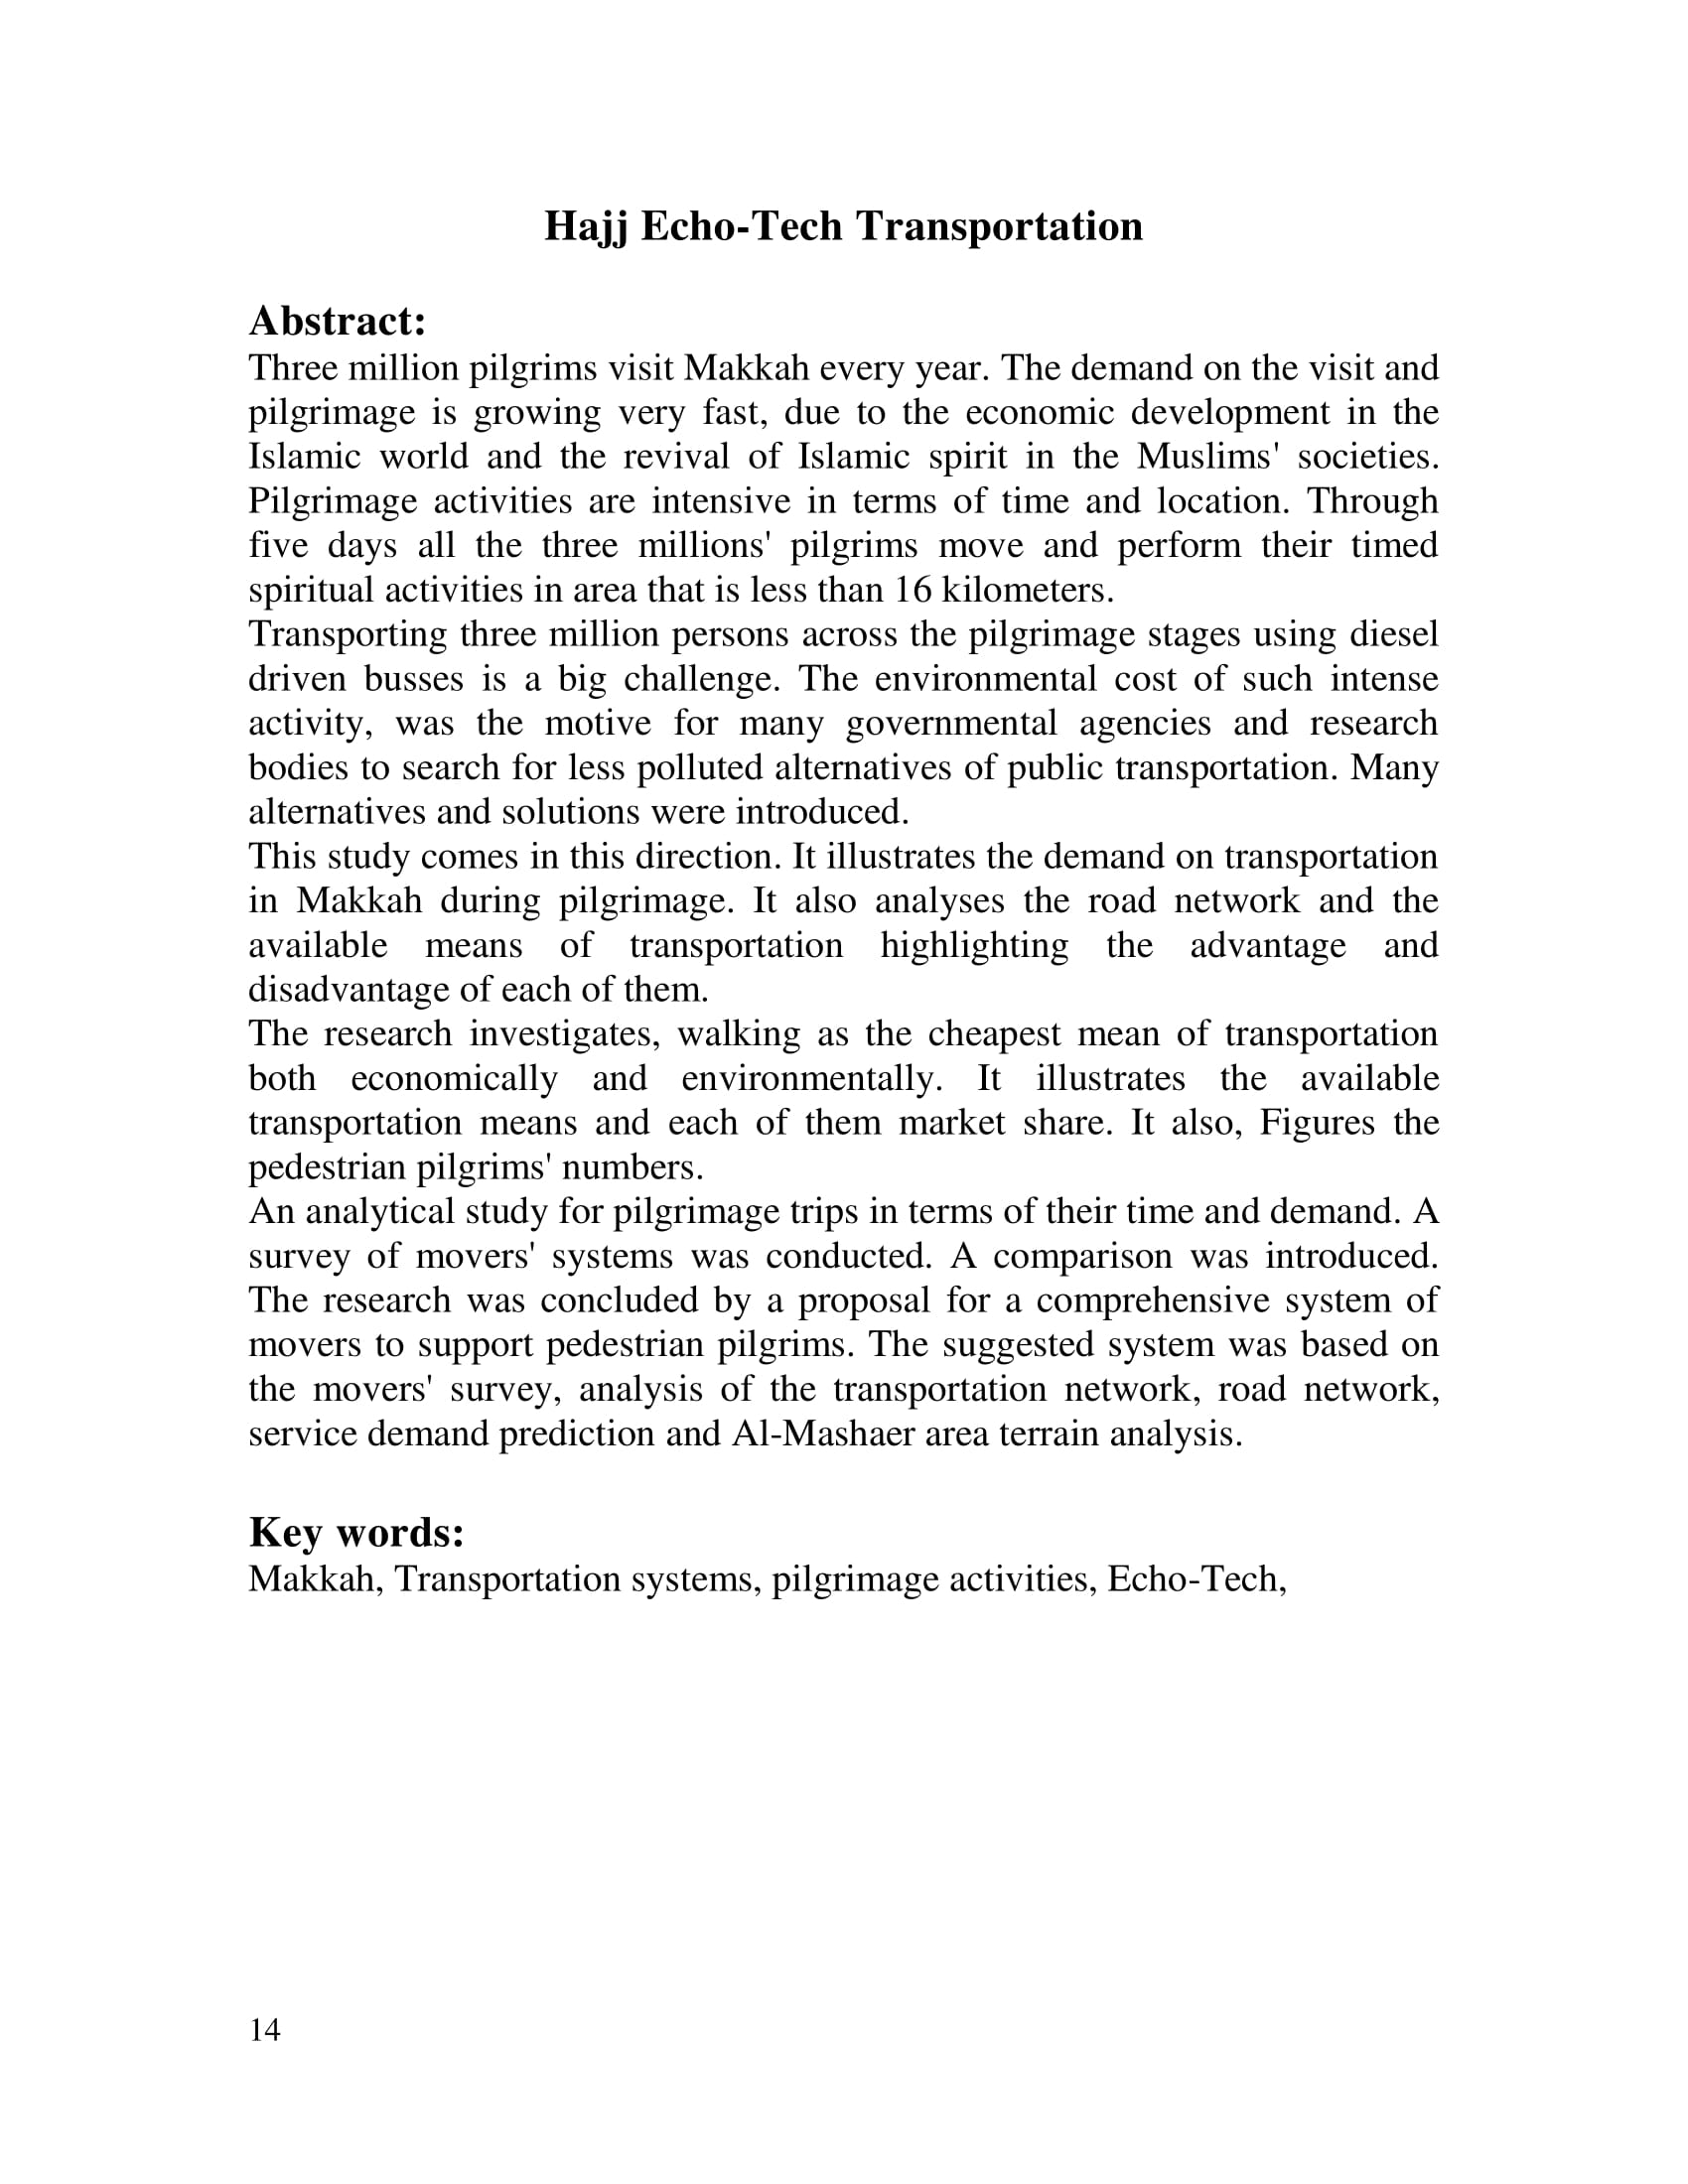 Hajj Echo-Tech Transportation
Abstract:
Three million pilgrims visit Makkah every year. The demand on the visit and
pilgrimage is growing very fast, due to the economic development in the
Islamic world and the revival of Islamic spirit in the Muslims' societies.
Pilgrimage activities are intensive in terms of time and location. Through
five days all the three millions' pilgrims move and perform their timed
spiritual activities in area that is less than 16 kilometers.
Transporting three million persons across the pilgrimage stages using diesel
driven busses is a big challenge. The environmental cost of such intense
activity, was the motive for many governmental agencies and research
bodies to search for less polluted alternatives of public transportation. Many
alternatives and solutions were introduced.
This study comes in this direction. It illustrates the demand on transportation
in Makkah during pilgrimage. It also analyses the road network and the
available means of transportation highlighting the advantage and
disadvantage of each of them.
The research investigates, walking as the cheapest mean of transportation
both economically and environmentally. It illustrates the available
transportation means and each of them market share. It also, Figures the
pedestrian pilgrims' numbers.
An analytical study for pilgrimage trips in terms of their time and demand. A
survey of movers' systems was conducted. A comparison was introduced.
The research was concluded by a proposal for a comprehensive system of
movers to support pedestrian pilgrims. The suggested system was based on
the movers' survey, analysis of the transportation network, road network,
service demand prediction and Al-Mashaer area terrain analysis.
Key words:
Makkah, Transportation systems, pilgrimage activities, Echo-Tech,
14